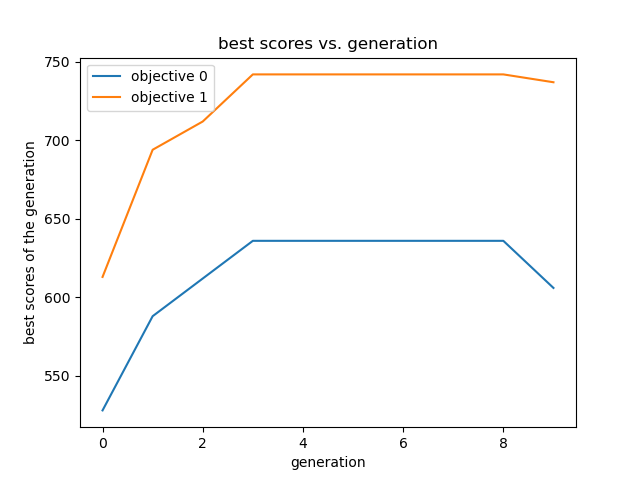 best scores vs. generation
objective 0
objective 1
best scores of the generation
750
700
650
600
550
0 2 4 6 8
generation